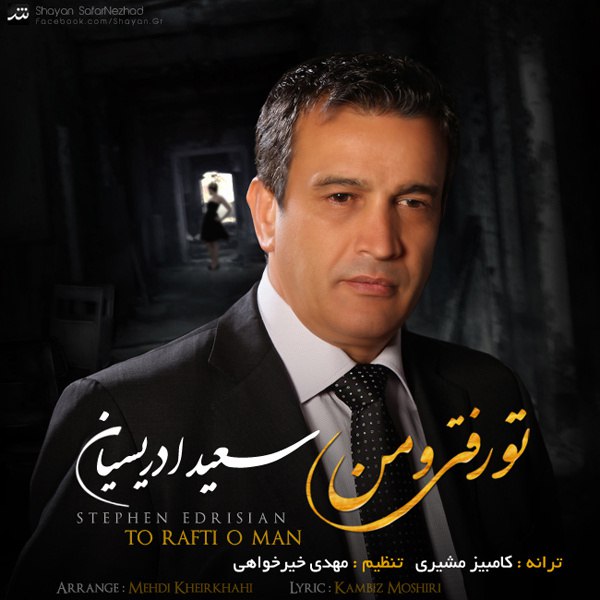 Shayan SafarNezhad
Facebook.com/Shayan.Gr
تو رفتی و من
سعید ادریسیان
STEPHEN EDRISIAN
TO RAFTI O MAN
ترانه : کامبیز مشیری تنظیم : مهدی خیرخواهی
ARRANGE : MEHDI KHEIRKHAHI LYRIC : KAMBIZ MOSHIRI